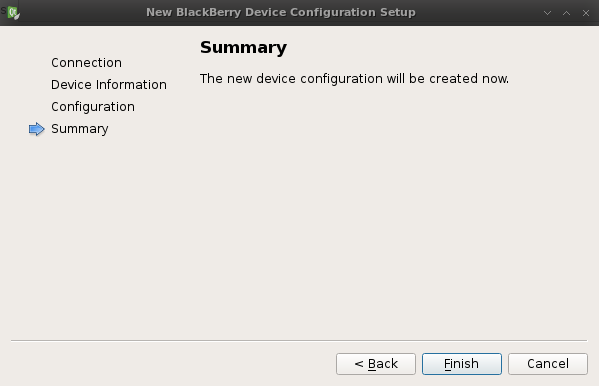 New BlackBerry Device Configuration Setup
Connection
Device Information
Configuration
Summary
Summary
The new device configuration will be created now.
< Back
Finish
Cancel